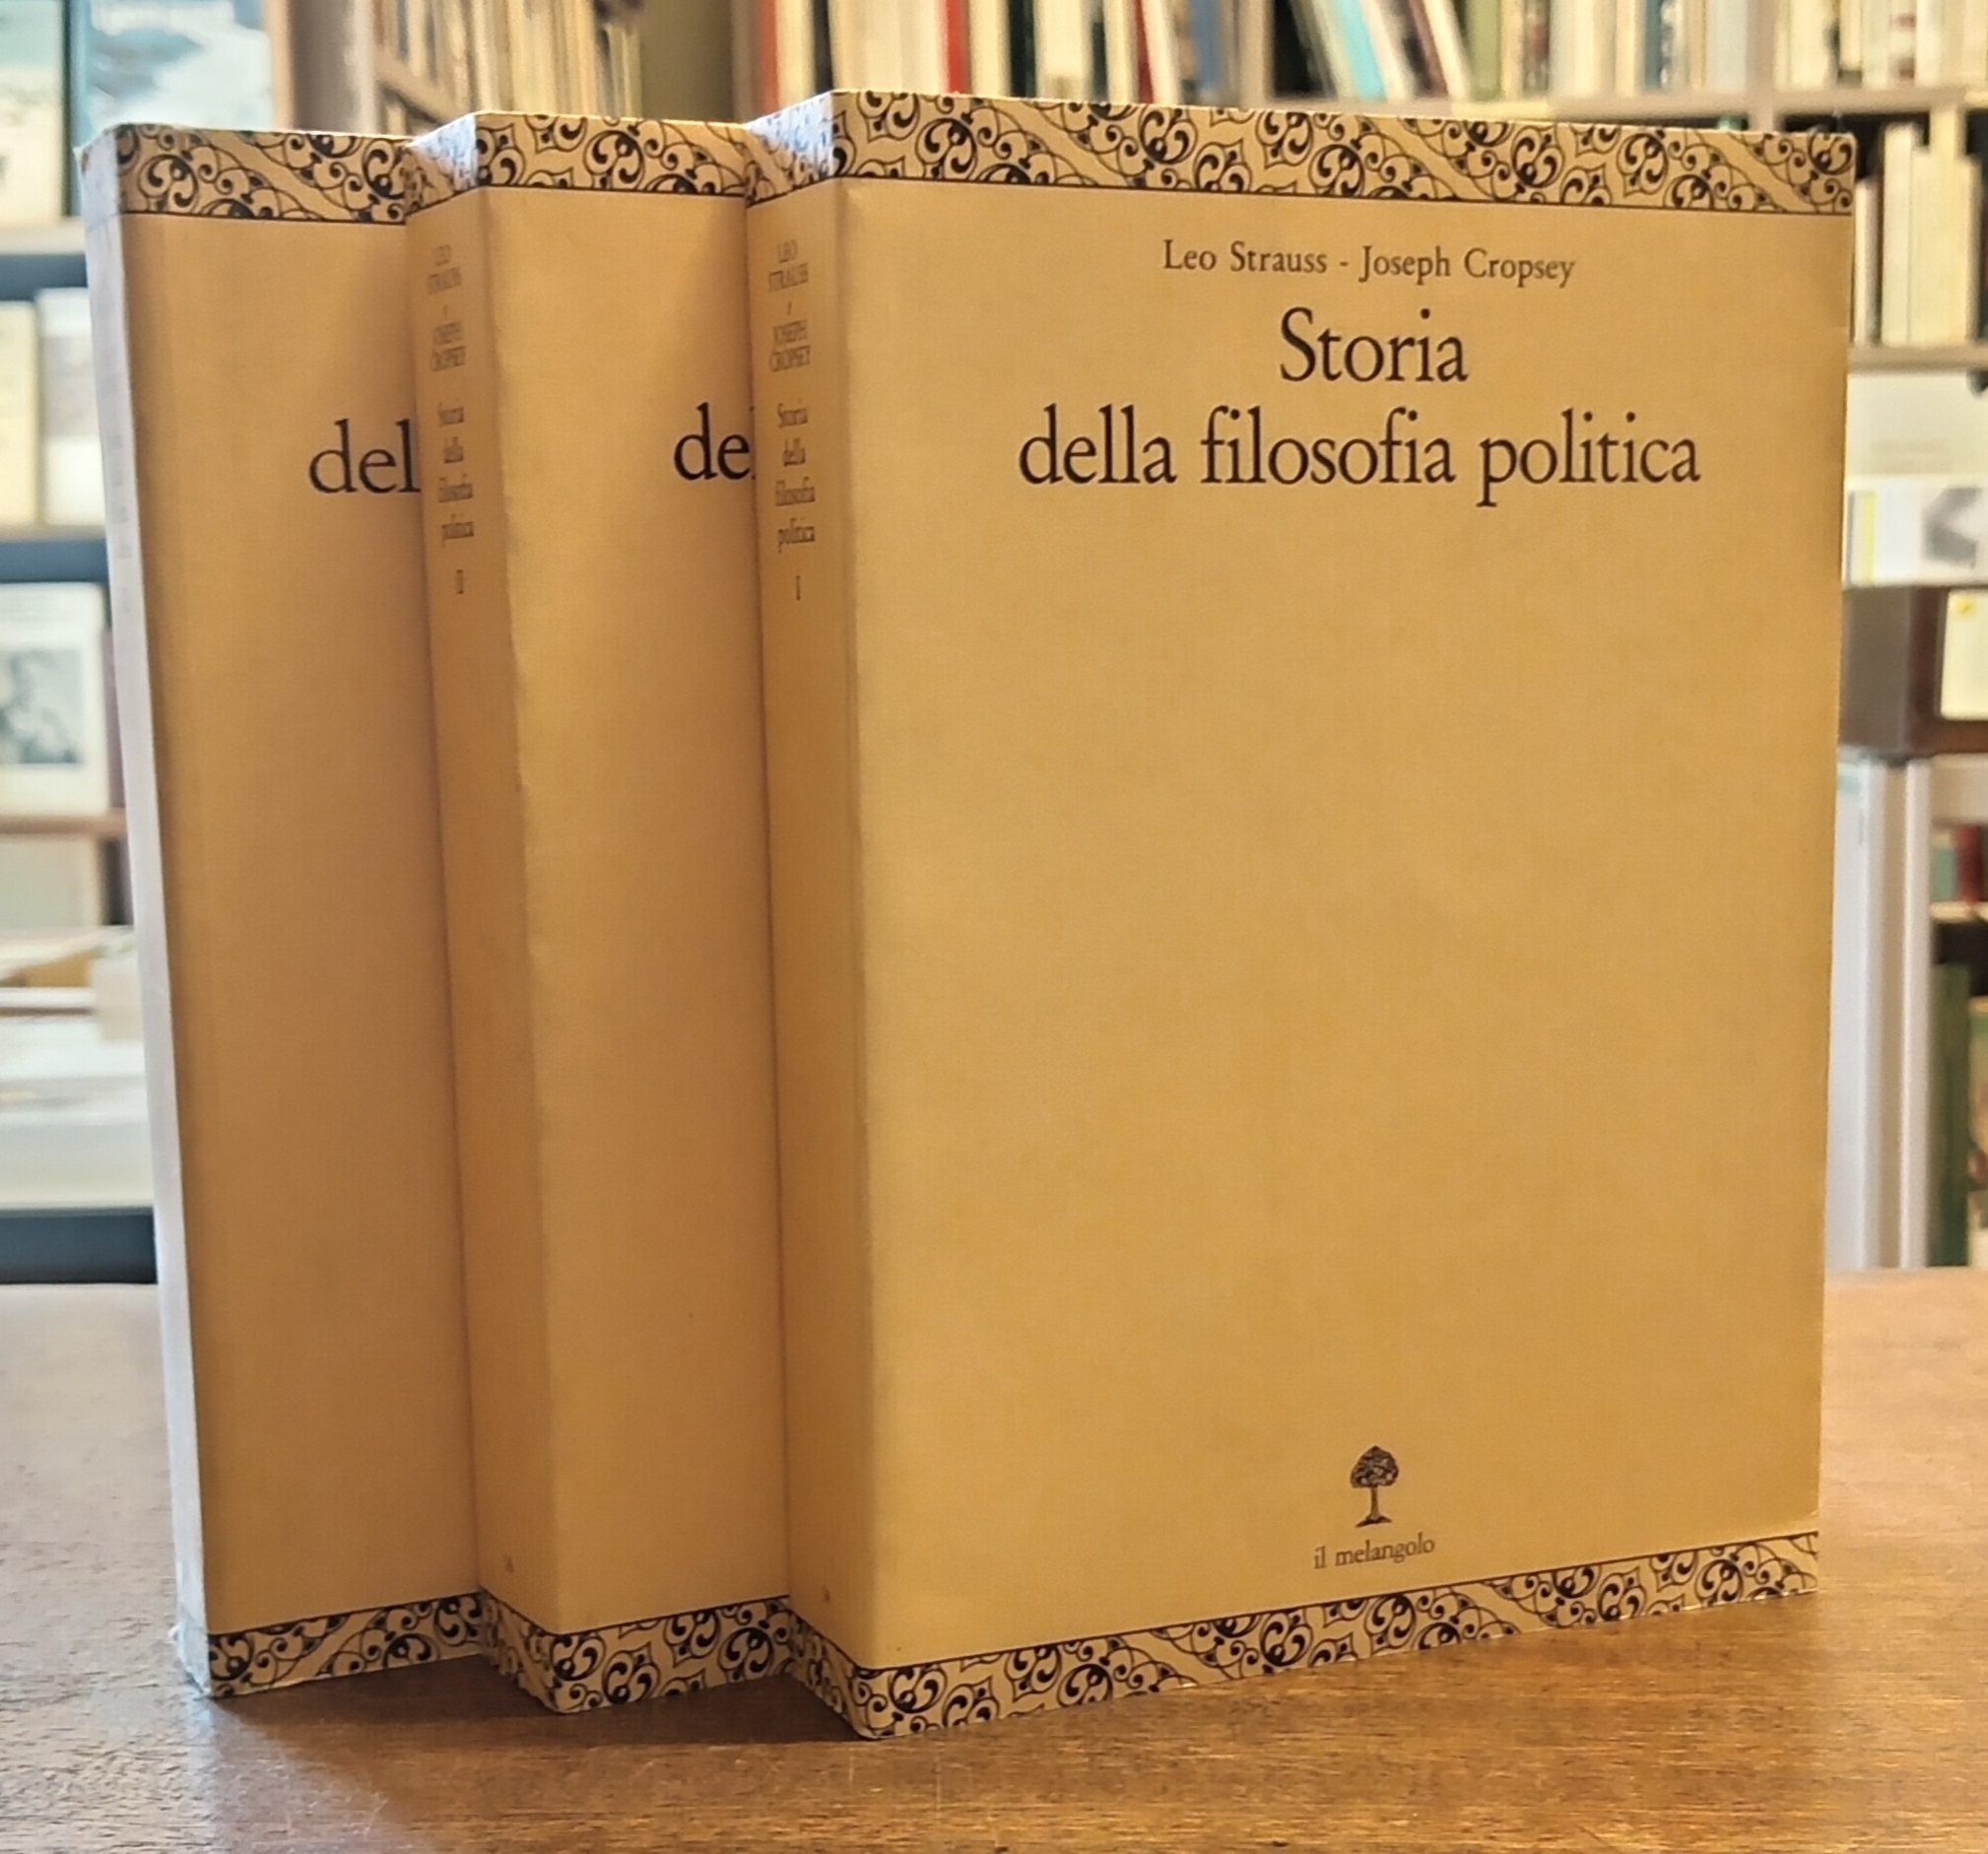 Leo Strauss - Joseph Cropsey
Storia
della filosofia politica
il melangolo
LEO
STRAUSS
e
JOSEPH
CROPSEY
Storia
della
filosofia
politica
I
de
LEO
STRAUSS
e
JOSEPH
CROPSEY
Storia
della
filosofia
politica
II
del